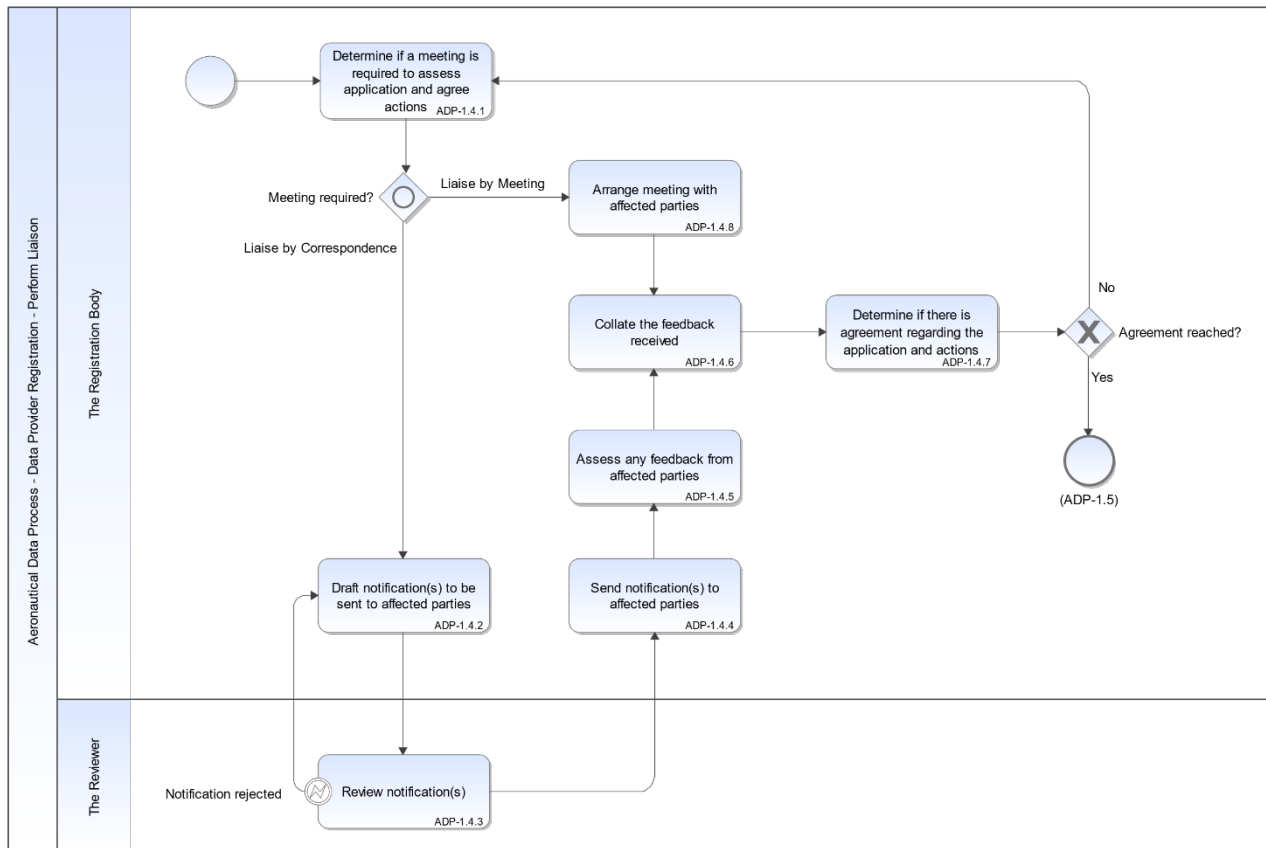 Aeronautical Data Process - Data Provider Registration - Perform Liaison
The Registration Body
Determine if a meeting is
required to assess
application and agree
actions
ADP-1.4.1
Meeting required?
Liaise by Meeting
Liaise by Correspondence
Arrange meeting with
affected parties
ADP-1.4.8
Collate the feedback
received
ADP-1.4.6
Determine if there is
agreement regarding the
application and actions
ADP-1.4.7
No
Agreement reached?
Yes
(ADP-1.5)
Assess any feedback from
affected parties
ADP-1.4.5
Draft notification(s) to be
sent to affected parties
ADP-1.4.2
Send notification(s) to
affected parties
ADP-1.4.4
The Reviewer
Notification rejected
Review notification(s)
ADP-1.4.3